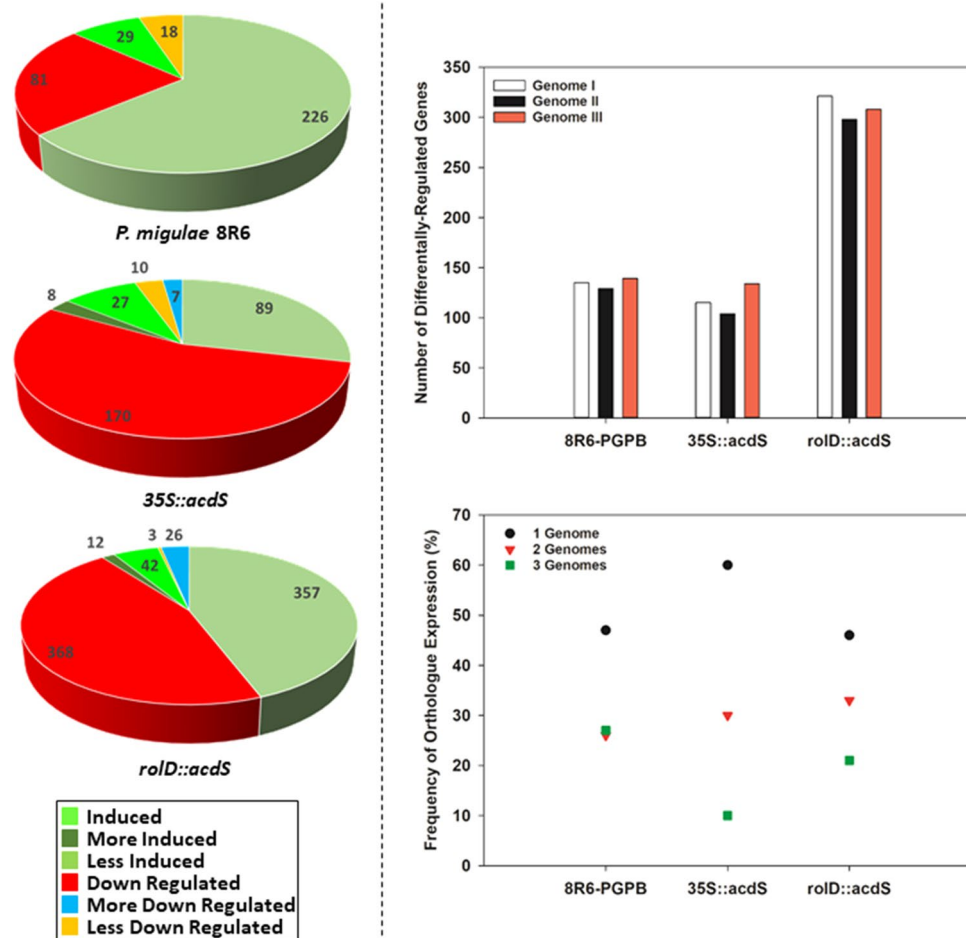 29
18
81
226
P. migulae 8R6
10
8
27
7
89
170
35S::acdS
12
3
26
42
357
368
rolD::acdS
Induced
More Induced
Less Induced
Down Regulated
More Down Regulated
Less Down Regulated
Number of Differentially-Regulated Genes
350
300
250
200
150
100
50
0
Genome I
Genome II
Genome III
8R6-PGPB
35S::acdS
rolD::acdS
Frequency of Orthologue Expression (%)
70
60
50
40
30
20
10
0
1 Genome
2 Genomes
3 Genomes
8R6-PGPB
35S::acdS
rolD::acdS